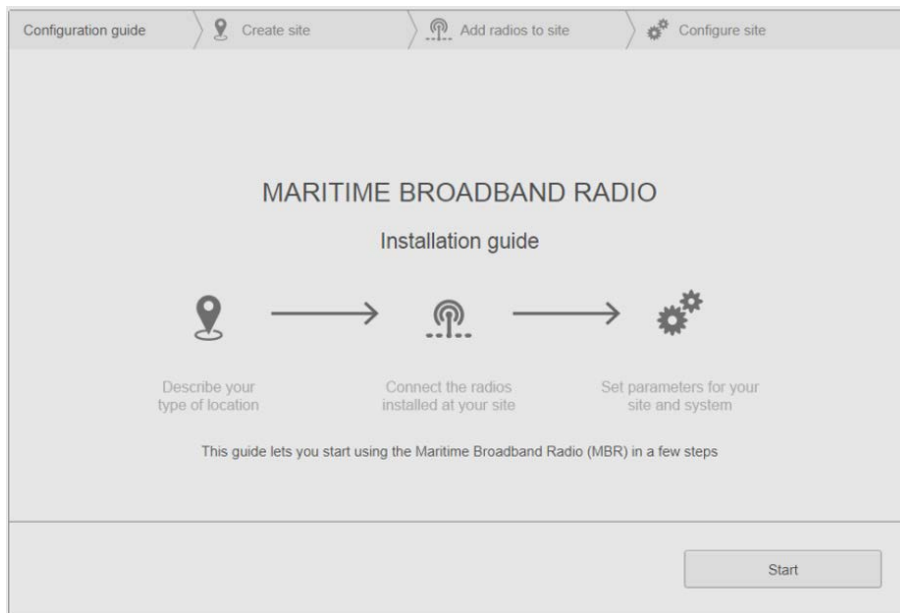 Configuration guide
Create site
Add radios to site
Configure site
MARITIME BROADBAND RADIO
Installation guide
Describe your
type of location
Connect the radios
installed at your site
Set parameters for your
site and system
This guide lets you start using the Maritime Broadband Radio (MBR) in a few steps
Start